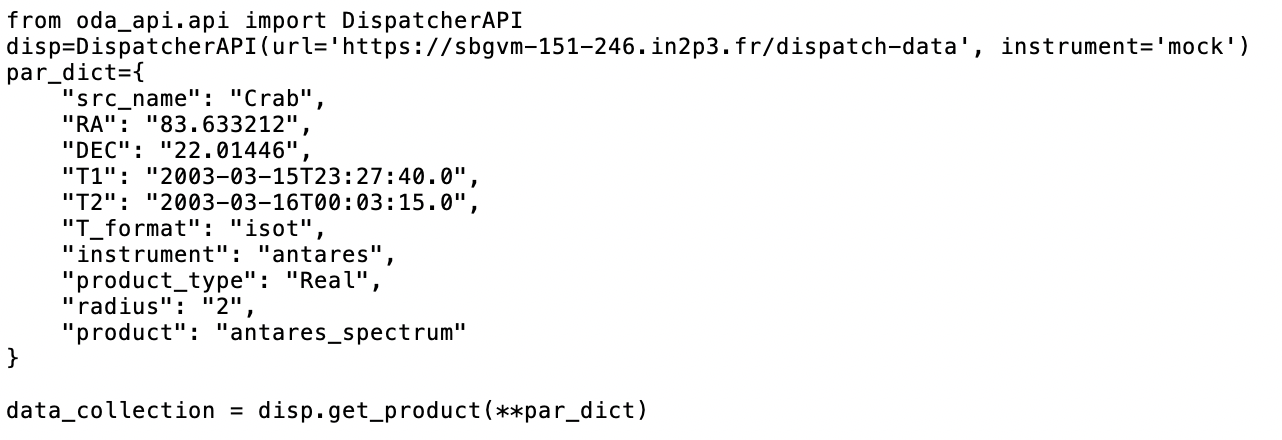 from oda_api.api import DispatcherAPI
disp=DispatcherAPI(url='https://sbgvm-151-246.in2p3.fr/dispatch-data', instrument='mock')
par_dict={
    "src_name": "Crab",
    "RA": "83.633212",
    "DEC": "22.01446",
    "T1": "2003-03-15T23:27:40.0",
    "T2": "2003-03-16T00:03:15.0",
    "T_format": "isot",
    "instrument": "antares",
    "product_type": "Real",
    "radius": "2",
    "product": "antares_spectrum"
}

data_collection = disp.get_product(**par_dict)